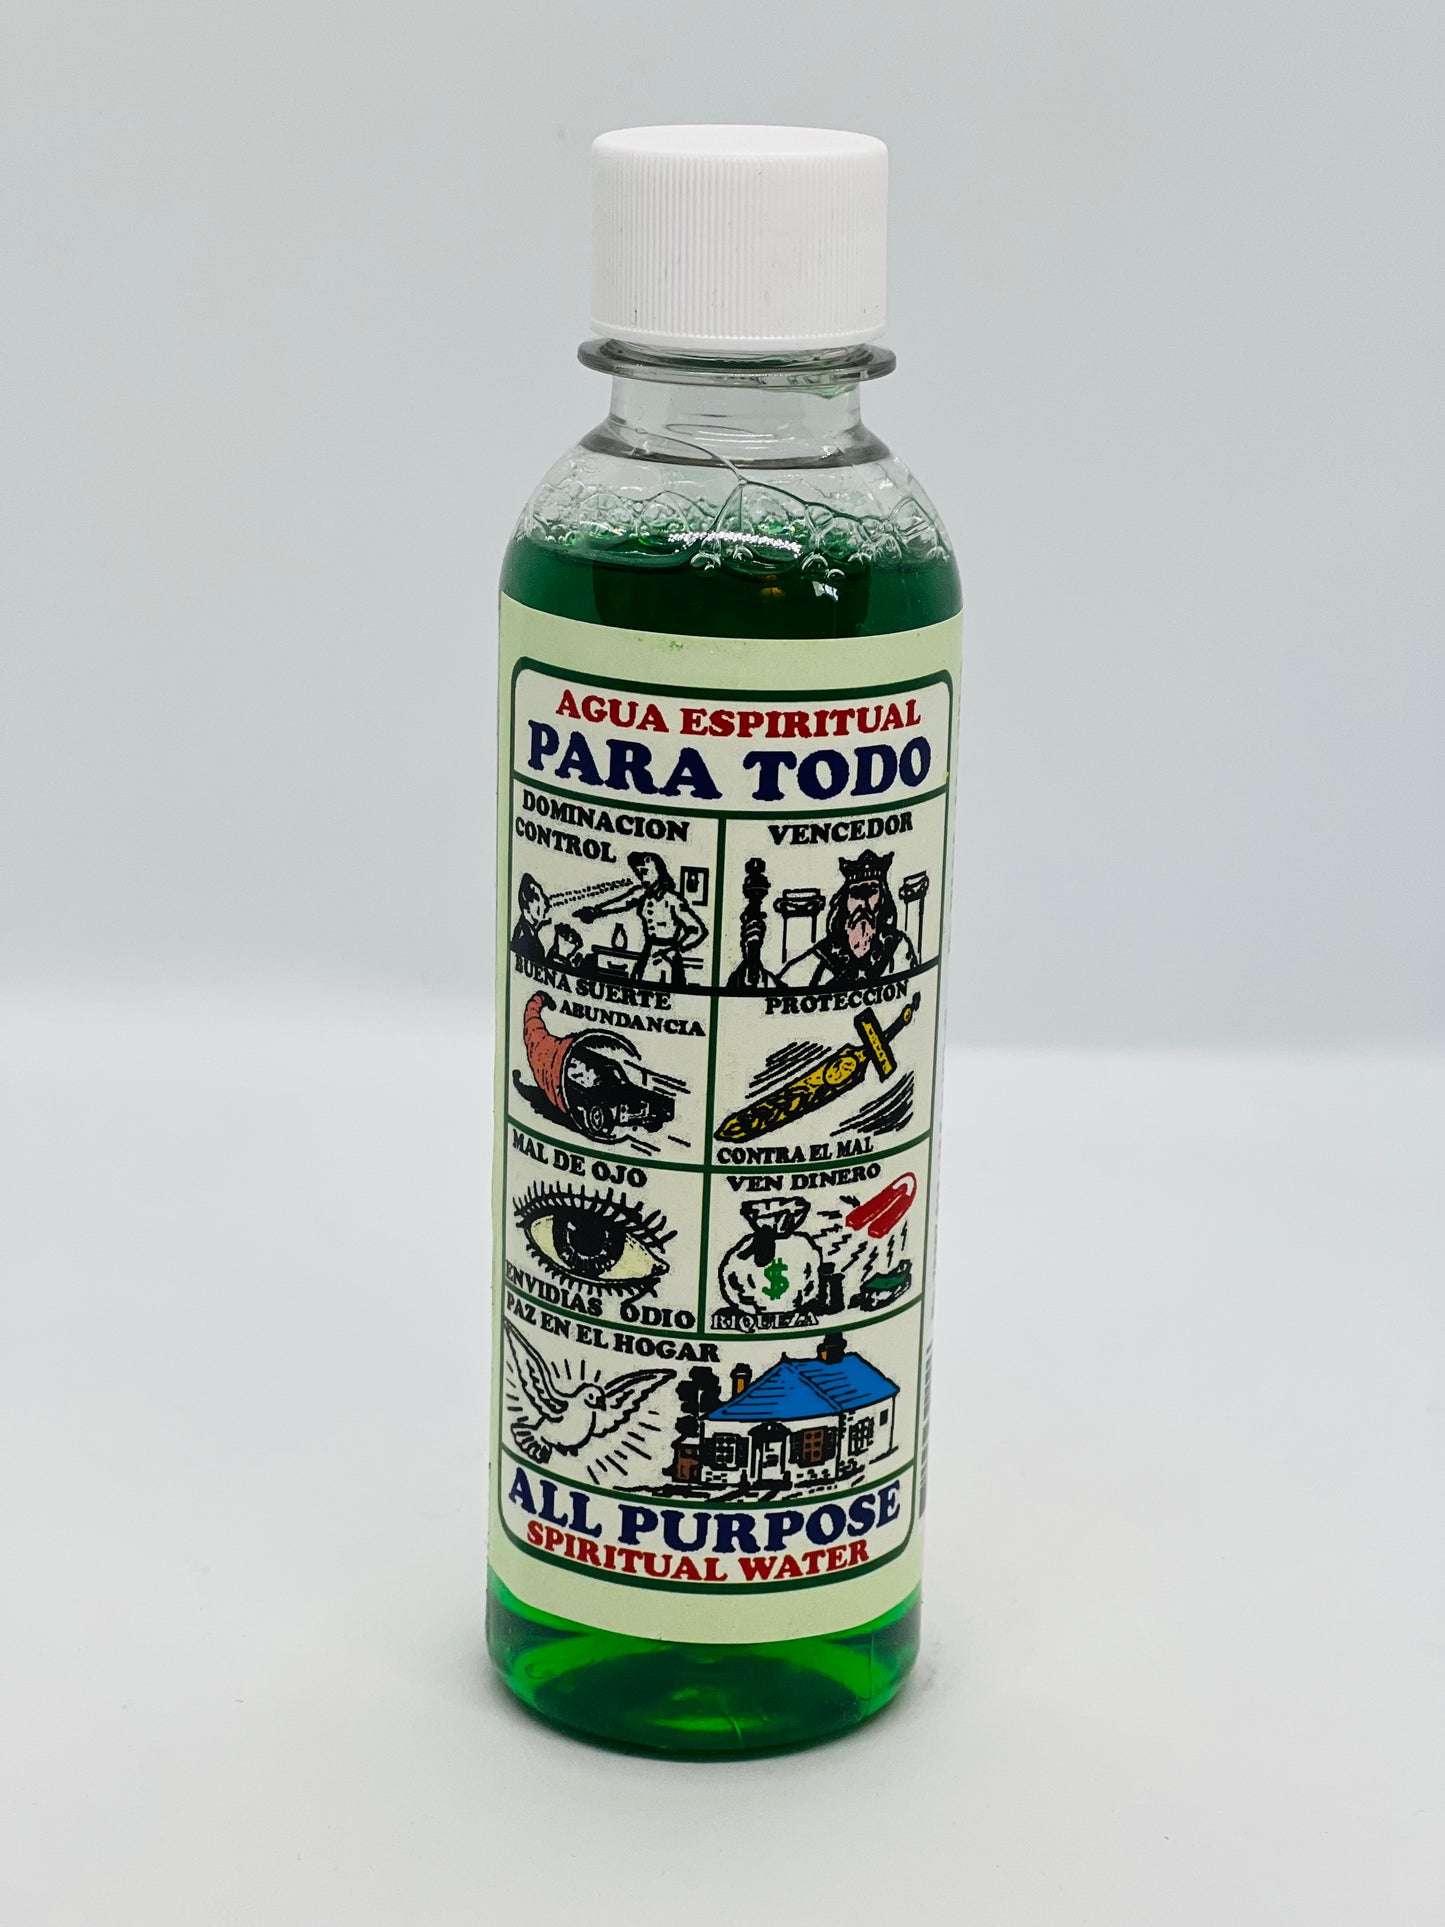 AGUA ESPIRITUAL
PARA TODO
DOMINACION
CONTROL
VENCEDOR
BUENA SUERTE
ABUNDANCIA
PROTECCION
CONTRA EL MAL
MAL DE OJO
ENVIDIAS ODIO
VEN DINERO
$
RIQUEZA
PAZ EN EL HOGAR
ALL PURPOSE
SPIRITUAL WATER